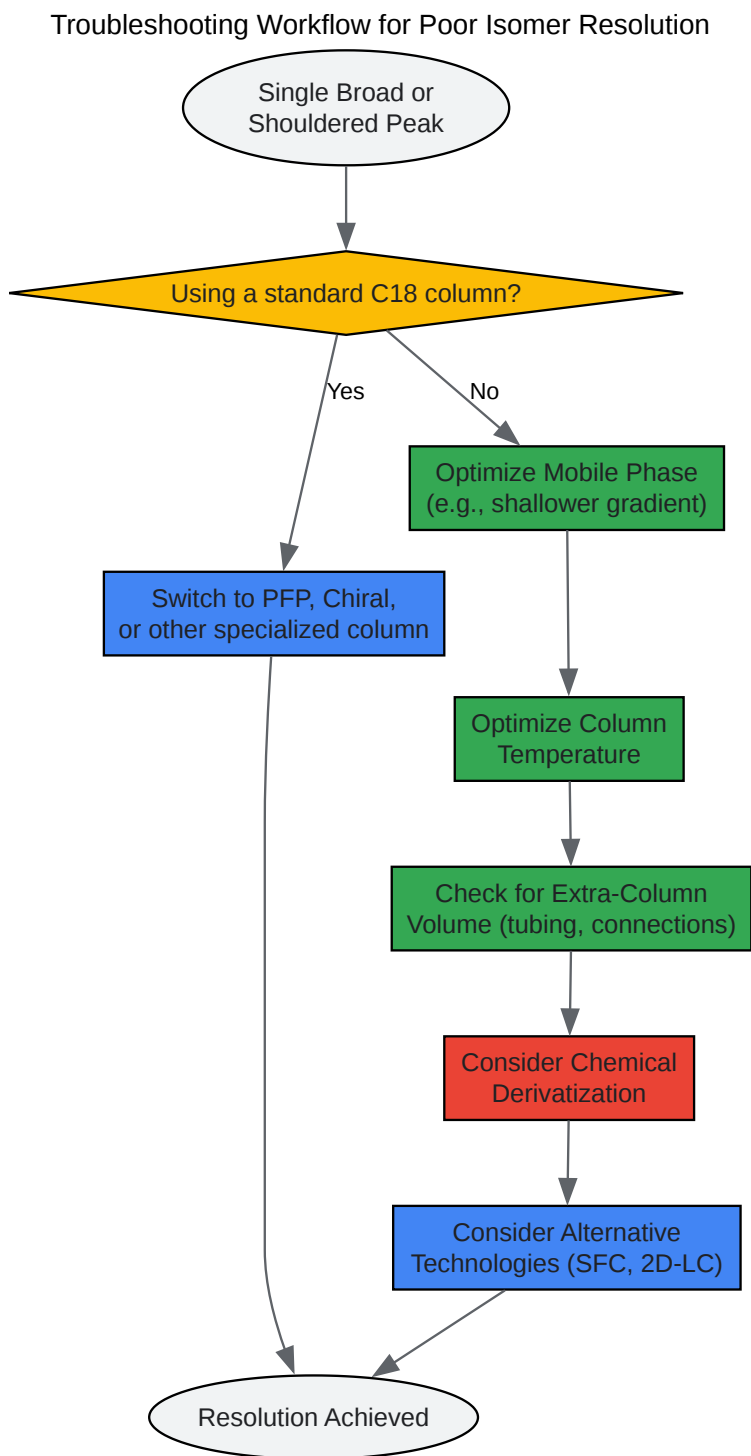 Troubleshooting Workflow for Poor Isomer Resolution
Single Broad or
Shouldered Peak
Using a standard C18 column?
Yes
No
Optimize Mobile Phase
(e.g., shallower gradient)
Switch to PFP, Chiral,
or other specialized column
Optimize Column
Temperature
Check for Extra-Column
Volume (tubing, connections)
Consider Chemical
Derivatization
Consider Alternative
Technologies (SFC, 2D-LC)
Resolution Achieved